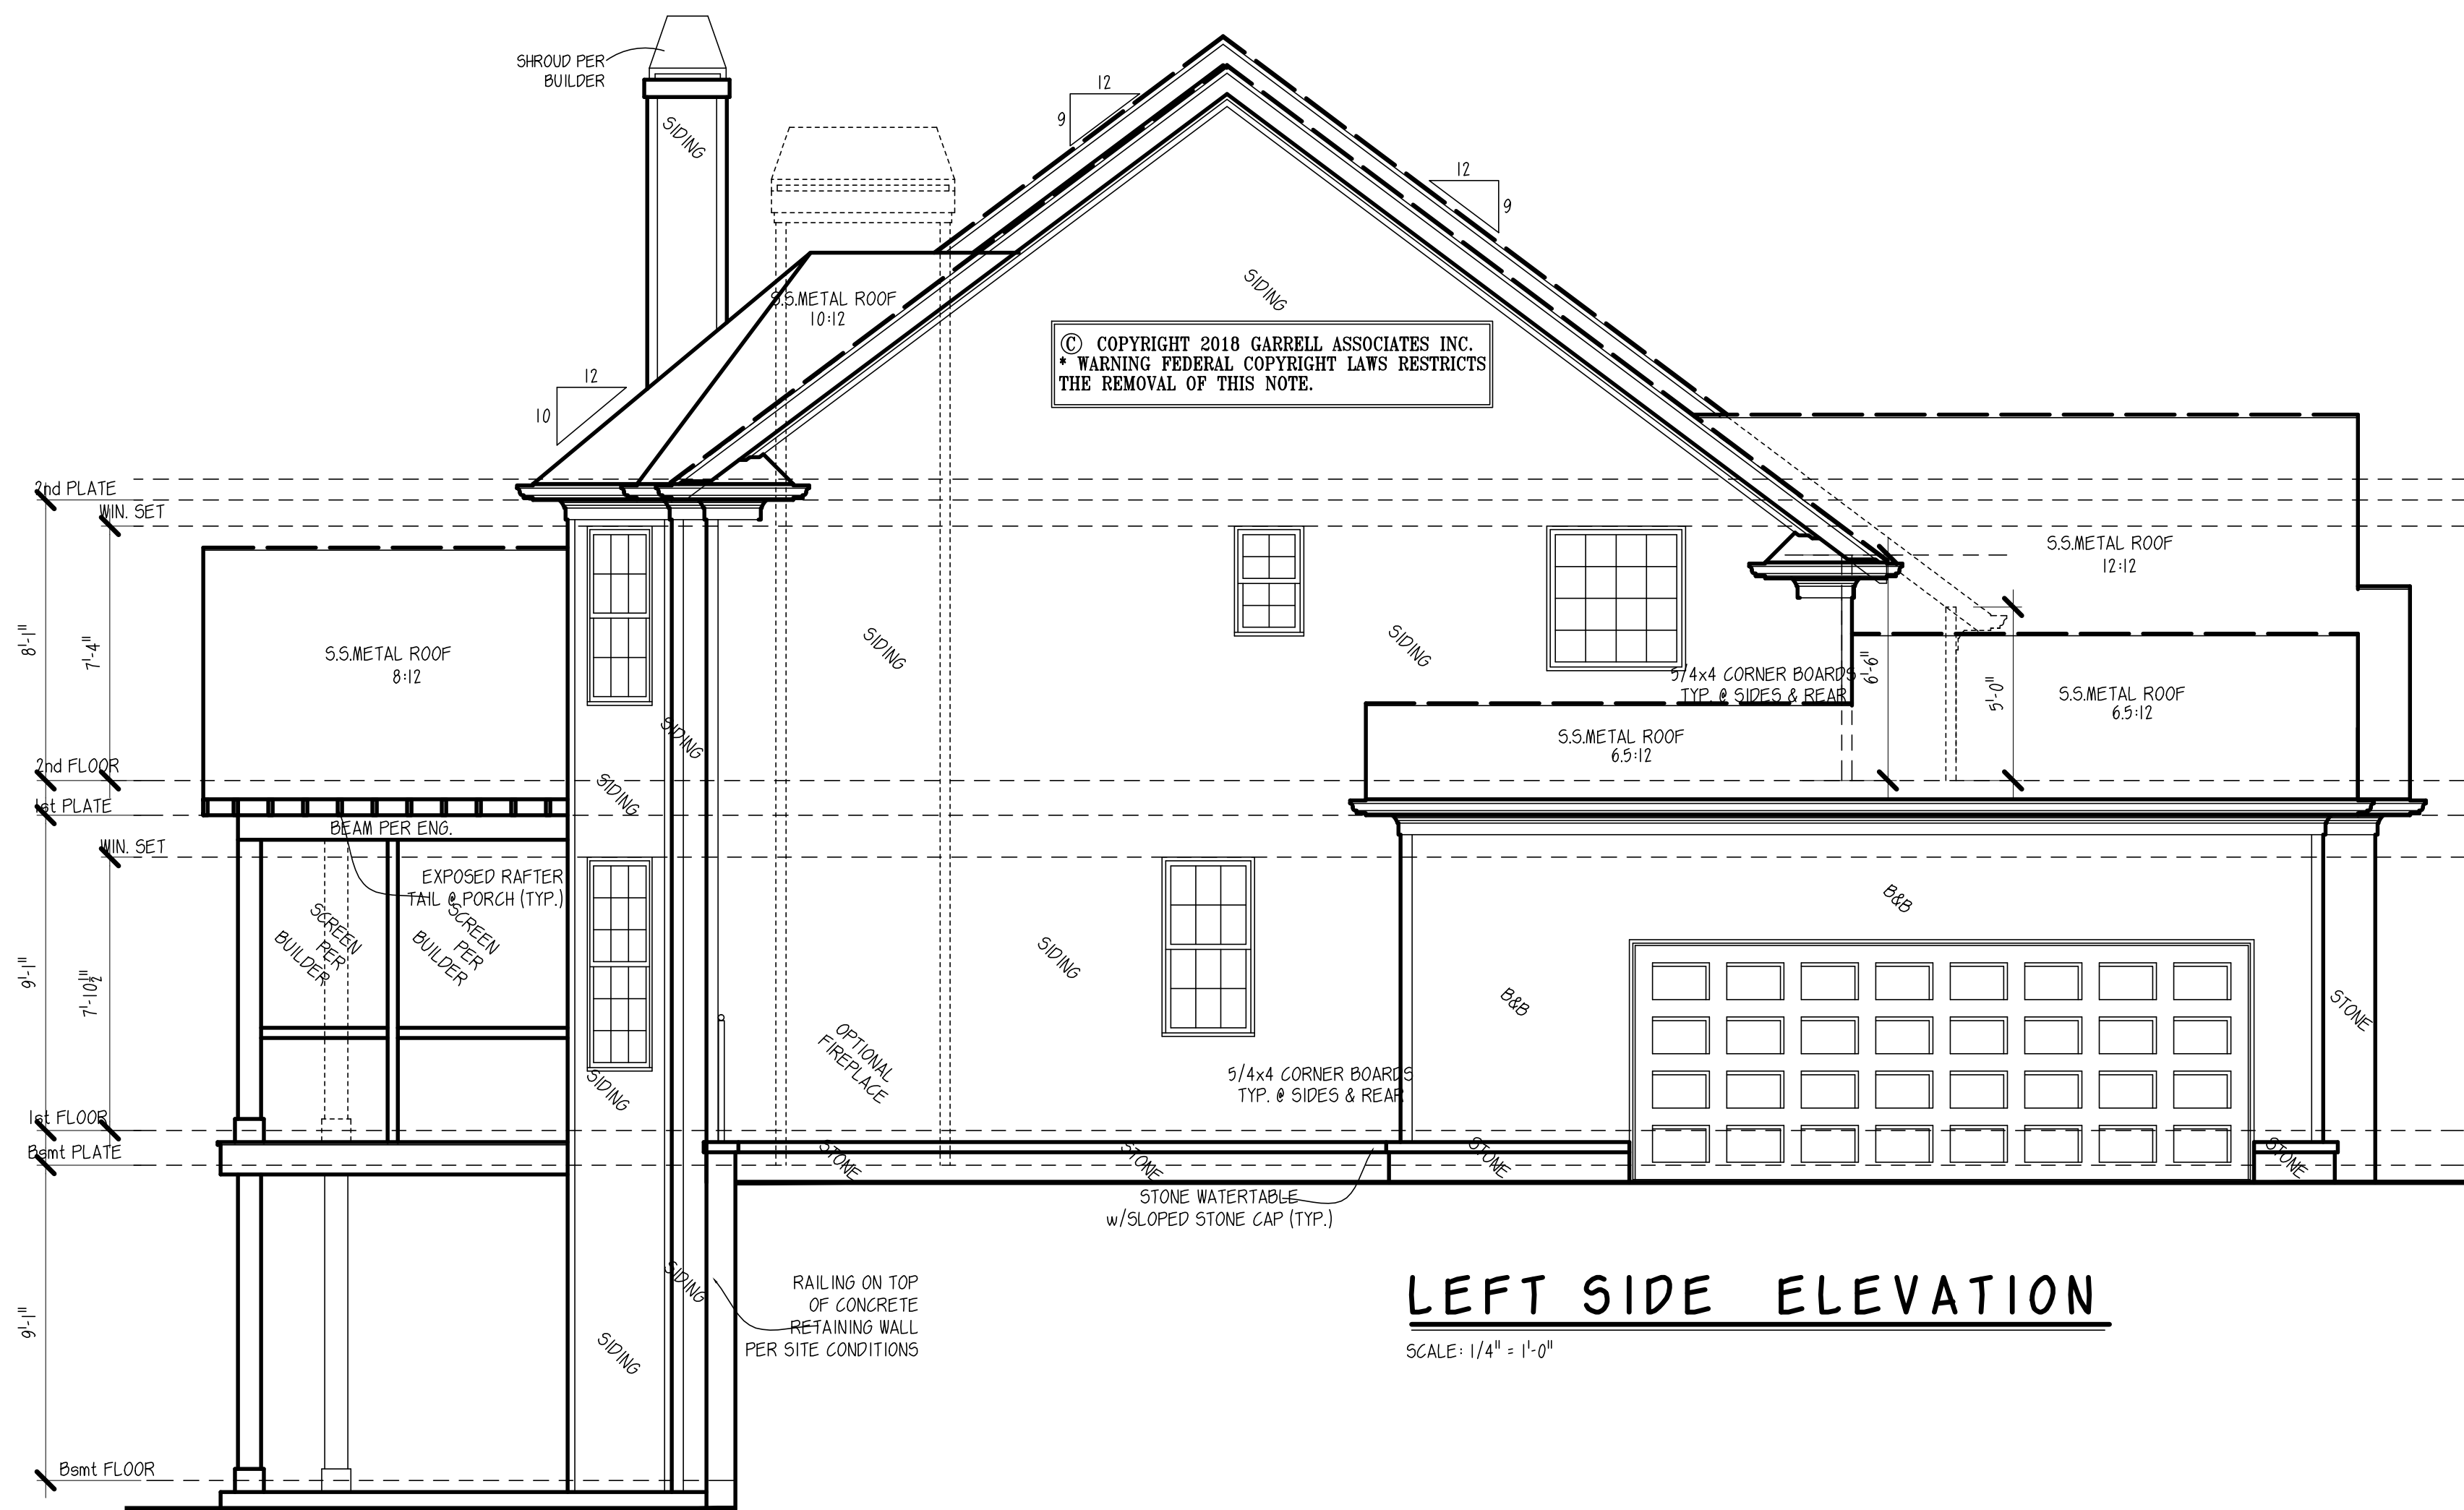 SHROUD PER
BUILDER
SIDING
12
9
12
9
S.S.METAL ROOF
10:12
SIDING
© COPYRIGHT 2018 GARRELL ASSOCIATES INC.
* WARNING FEDERAL COPYRIGHT LAWS RESTRICTS
THE REMOVAL OF THIS NOTE.
12
10
2nd PLATE
WIN. SET
S.S.METAL ROOF
12:12
8'-1"
7'-4"
S.S.METAL ROOF
8:12
SIDING
SIDING
5/4x4 CORNER BOARDS
TYP. @ SIDES & REAR
6'-6"
5'-0"
S.S.METAL ROOF
6.5:12
SIDING
S.S.METAL ROOF
6.5:12
2nd FLOOR
SIDING
1st PLATE
BEAM PER ENG.
WIN. SET
EXPOSED RAFTER
TAIL @ PORCH (TYP.)
B&B
SCREEN
PER
BUILDER
SCREEN
PER
BUILDER
9'-1"
7'-10½"
SIDING
B&B
STONE
OPTIONAL
FIREPLACE
SIDING
5/4x4 CORNER BOARDS
TYP. @ SIDES & REAR
1st FLOOR
Bsmt PLATE
STONE
STONE
STONE
STONE
STONE WATERTABLE
w/SLOPED STONE CAP (TYP.)
SIDING
RAILING ON TOP
OF CONCRETE
RETAINING WALL
PER SITE CONDITIONS
9'-1"
SIDING
LEFT SIDE ELEVATION
SCALE: 1/4" = 1'-0"
Bsmt FLOOR